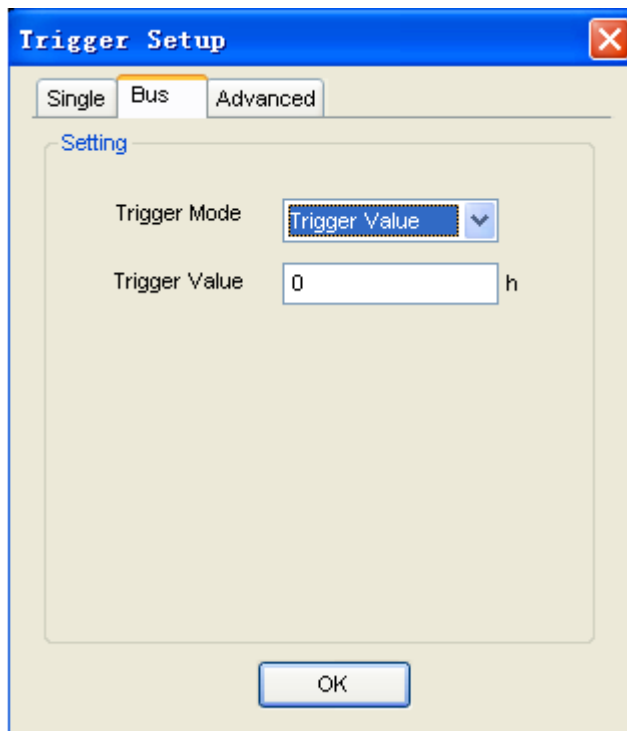 Trigger Setup
Single Bus Advanced
Setting
Trigger Mode Trigger Value
Trigger Value 0 h
OK